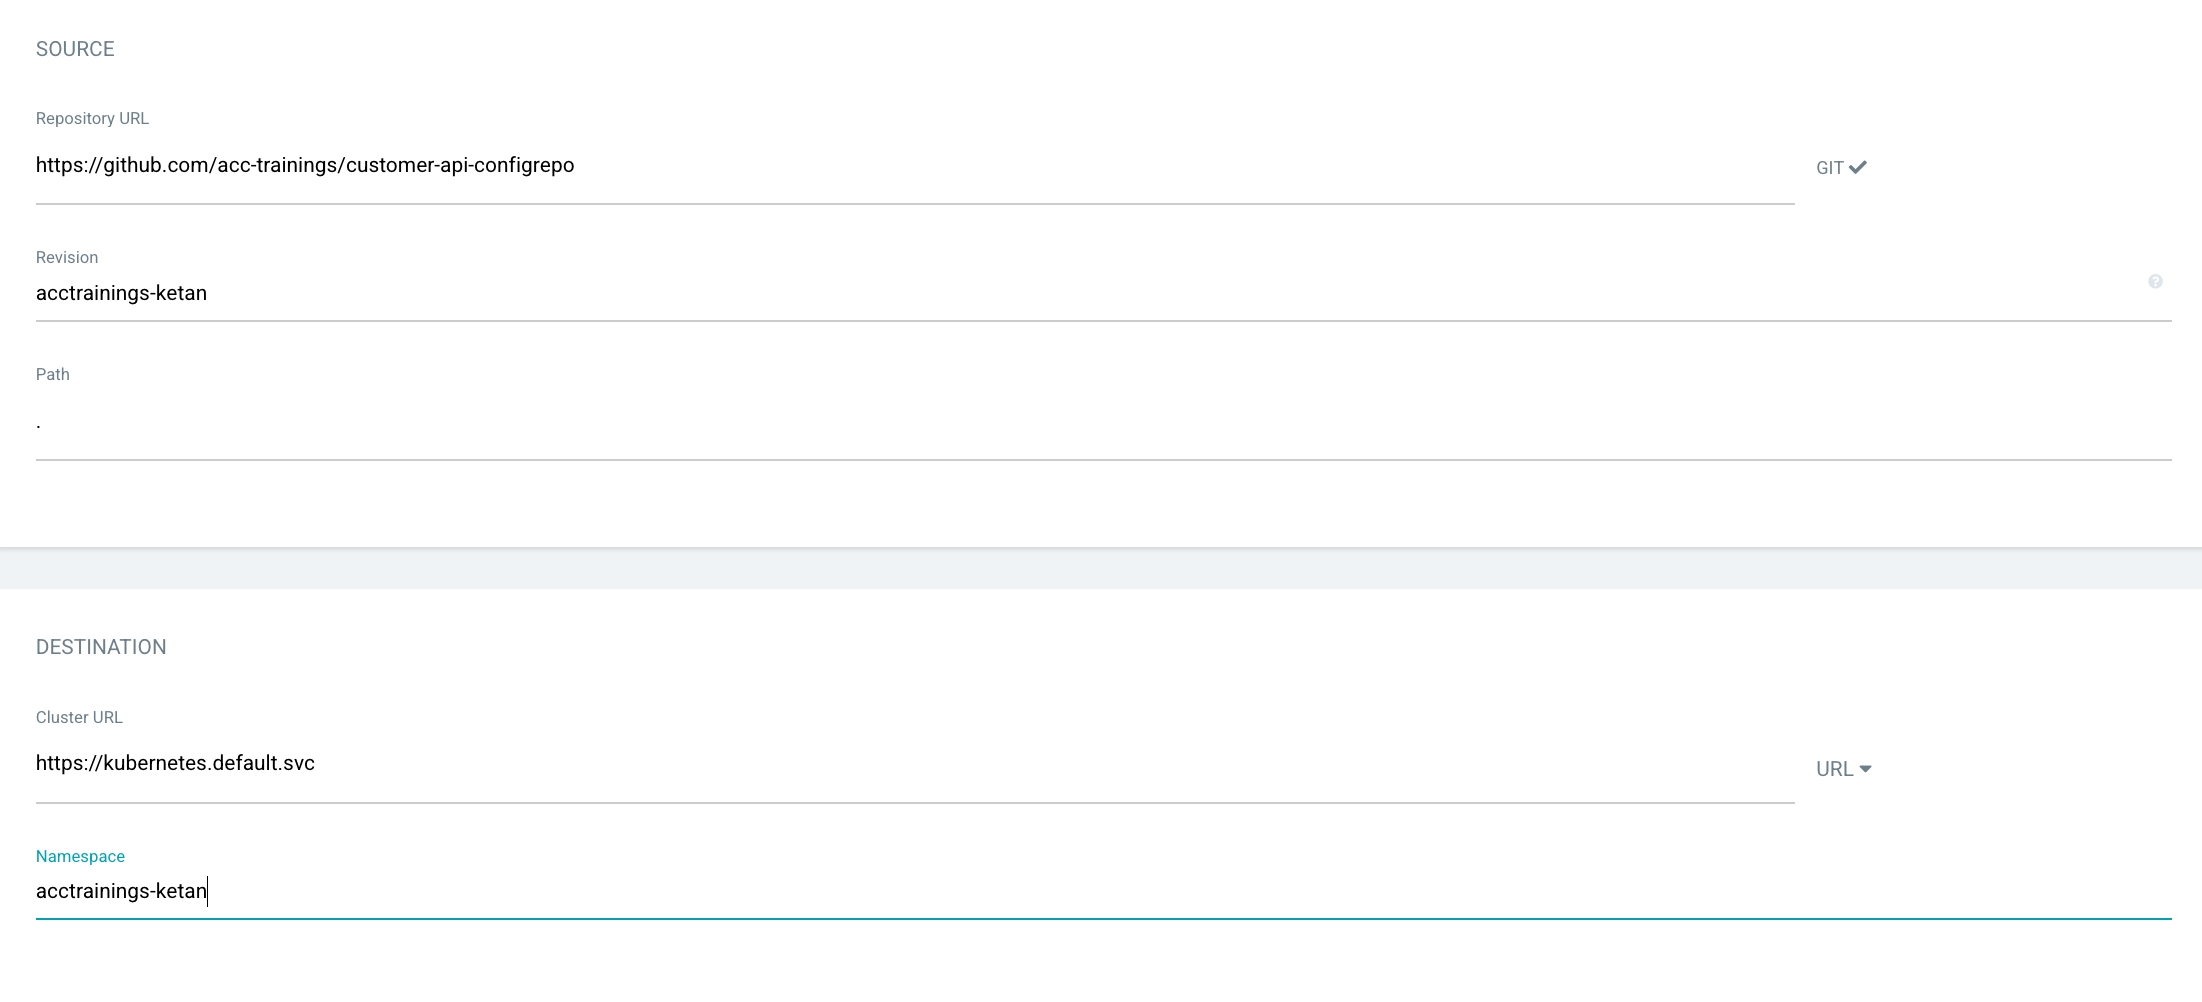 SOURCE
Repository URL
https://github.com/acc-trainings/customer-api-configrepo
GIT
Revision
acctrainings-ketan
?
Path
.
DESTINATION
Cluster URL
https://kubernetes.default.svc
URL
Namespace
acctrainings-ketan